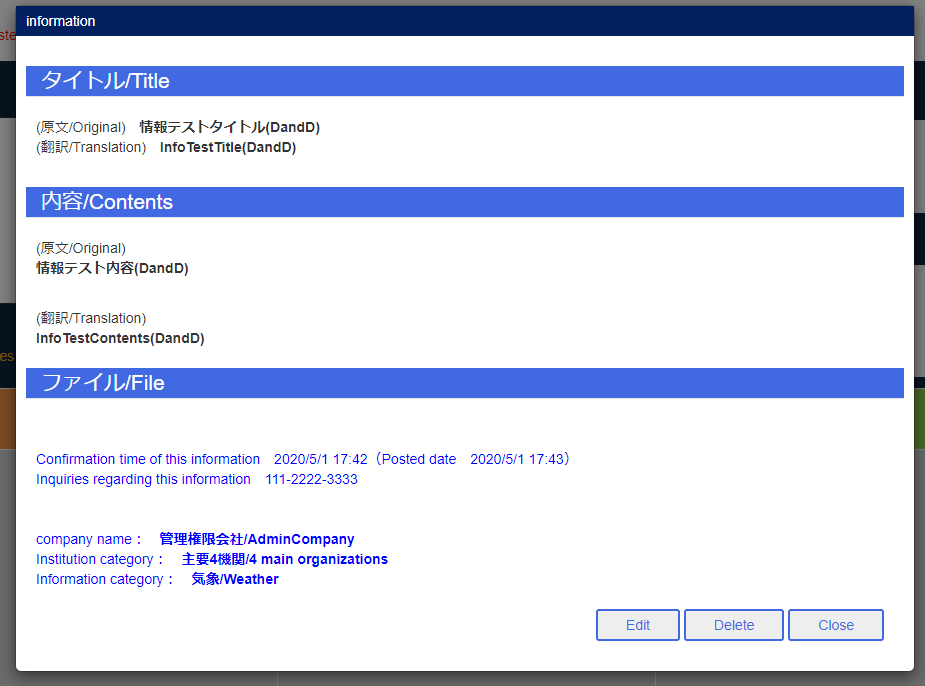 information
タイトル/Title
(原文/Original) 情報テストタイトル(DandD)
(翻訳/Translation) InfoTestTitle(DandD)
内容/Contents
(原文/Original)
情報テスト内容(DandD)
(翻訳/Translation)
InfoTestContents(DandD)
ファイル/File
Confirmation time of this information 2020/5/1 17:42（Posted date 2020/5/1 17:43）
Inquiries regarding this information 111-2222-3333
company name： 管理権限会社/AdminCompany
Institution category： 主要4機関/4 main organizations
Information category： 気象/Weather
Edit Delete Close